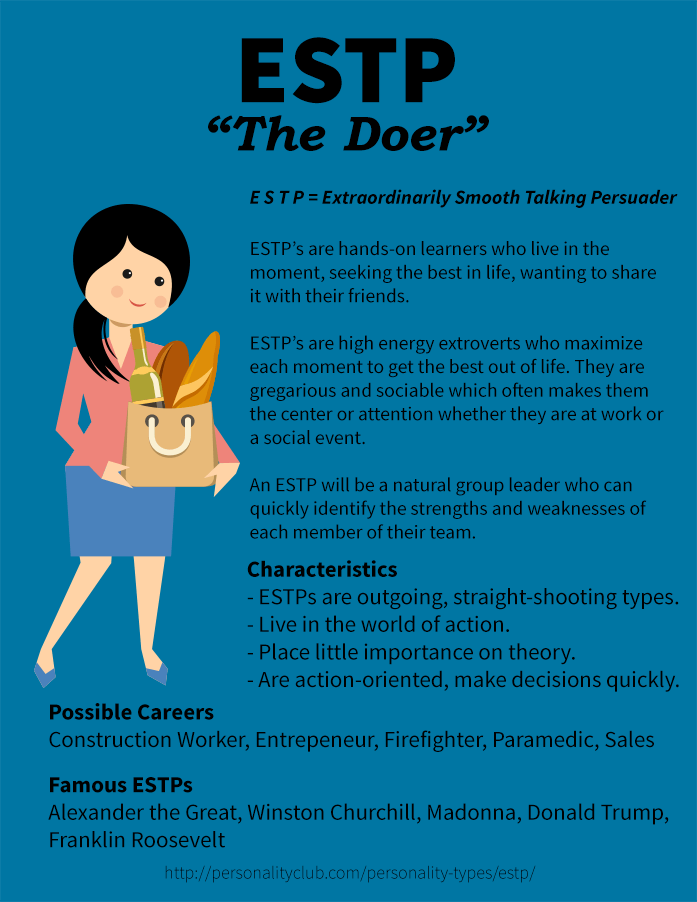 ESTP
“The Doer”
E S T P = Extraordinarily Smooth Talking Persuader
ESTP’s are hands-on learners who live in the
moment, seeking the best in life, wanting to share
it with their friends.
ESTP’s are high energy extroverts who maximize
each moment to get the best out of life. They are
gregarious and sociable which often makes them
the center or attention whether they are at work or
a social event.
An ESTP will be a natural group leader who can
quickly identify the strengths and weaknesses of
each member of their team.
Characteristics
- ESTPs are outgoing, straight-shooting types.
- Live in the world of action.
- Place little importance on theory.
- Are action-oriented, make decisions quickly.
Possible Careers
Construction Worker, Entrepeneur, Firefighter, Paramedic, Sales
Famous ESTPs
Alexander the Great, Winston Churchill, Madonna, Donald Trump,
Franklin Roosevelt
http://personalityclub.com/personality-types/estp/